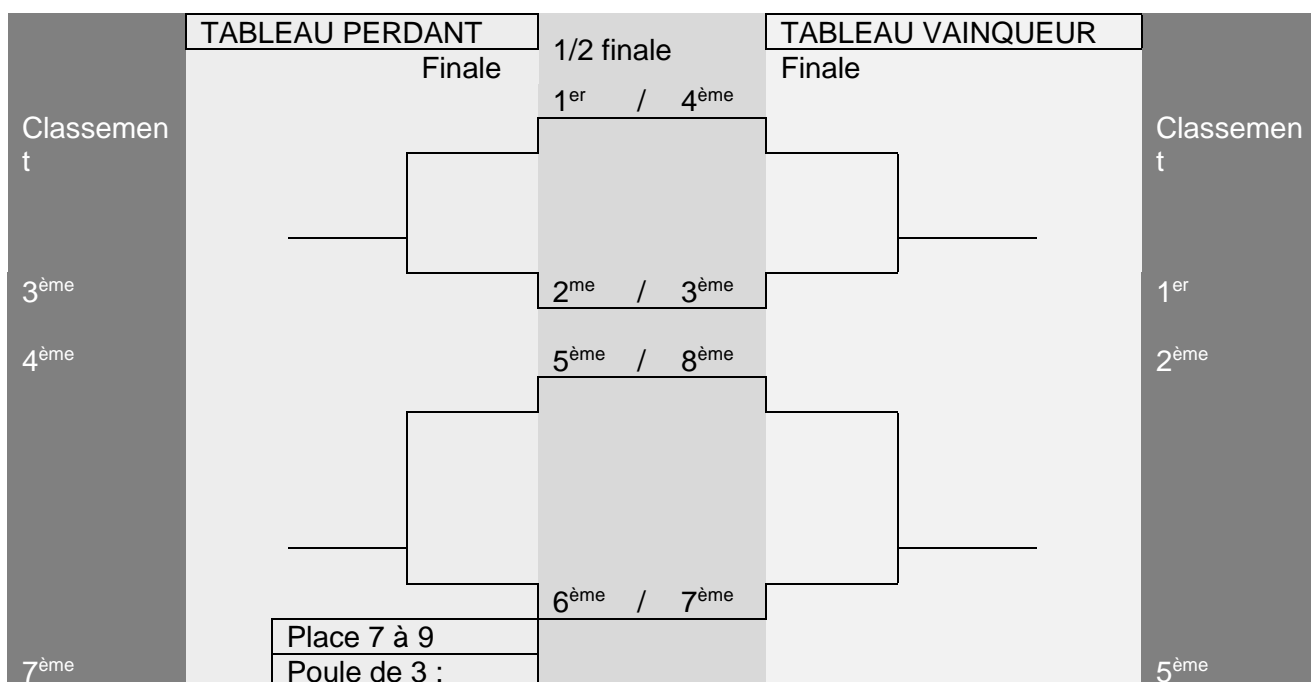 TABLEAU PERDANT
1/2 finale
TABLEAU VAINQUEUR
Finale
Finale
1er / 4ème
Classemen
t
Classemen
t
3ème
2me / 3ème
1er
4ème
5ème / 8ème
2ème
6ème / 7ème
Place 7 à 9
7ème
Poule de 3 :
5ème